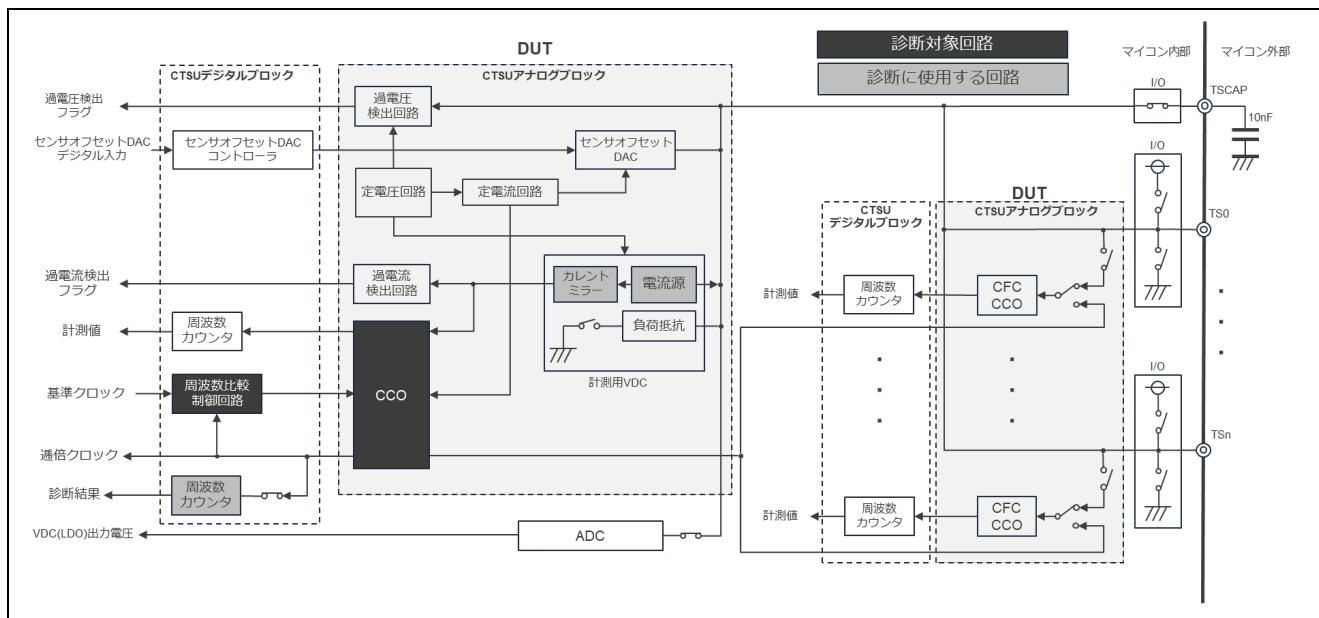 DUT
CTSUデジタルブロック
CTSUアナログブロック
診断対象回路
診断に使用する回路
マイコン内部
マイコン外部
過電圧検出
フラグ
過電圧
検出回路
I/O
TSCAP
10nF
センサオフセットDAC
デジタル入力
センサオフセットDAC
コントローラ
センサオフセット
DAC
I/O
定電圧回路
定電流回路
DUT
CTSU
デジタルブロック
CTSUアナログブロック
TS0
過電流検出
フラグ
過電流
検出回路
カレント
ミラー
電流源
計測値
周波数
カウンタ
CFC
CCO
計測値
周波数
カウンタ
負荷抵抗
計測用VDC
基準クロック
周波数比較
制御回路
CCO
I/O
逓倍クロック
TSn
診断結果
周波数
カウンタ
計測値
周波数
カウンタ
CFC
CCO
VDC(LDO)出力電圧
ADC